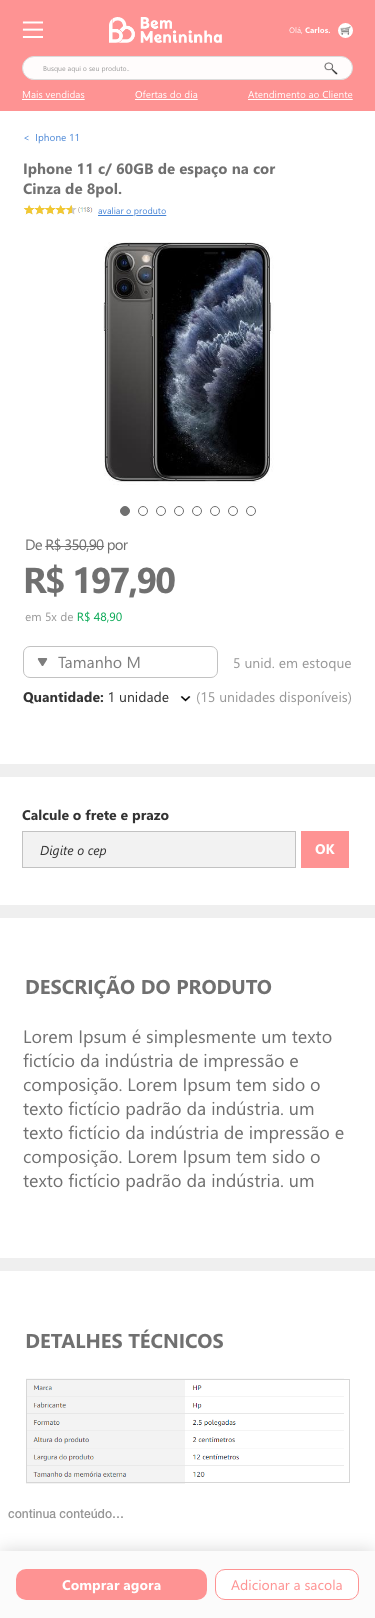 Bem
Menininha
Olá, Carlos.
Busque aqui o seu produto..
Mais vendidas Ofertas do dia Atendimento ao Cliente
< Iphone 11
Iphone 11 c/ 60GB de espaço na cor
Cinza de 8pol.
(118) avaliar o produto
De R$ 350,90 por
R$ 197,90
em 5x de R$ 48,90
Tamanho M 5 unid. em estoque
Quantidade: 1 unidade (15 unidades disponíveis)
Calcule o frete e prazo
Digite o cep OK
DESCRIÇÃO DO PRODUTO
Lorem Ipsum é simplesmente um texto
fictício da indústria de impressão e
composição. Lorem Ipsum tem sido o
texto fictício padrão da indústria. um
texto fictício da indústria de impressão e
composição. Lorem Ipsum tem sido o
texto fictício padrão da indústria. um
DETALHES TÉCNICOS
Marca HP
Fabricante Hp
Formato 2.5 polegadas
Altura do produto 2 centímetros
Largura do produto 12 centímetros
Tamanho da memória externa 120
continua conteúdo...
Comprar agora Adicionar a sacola